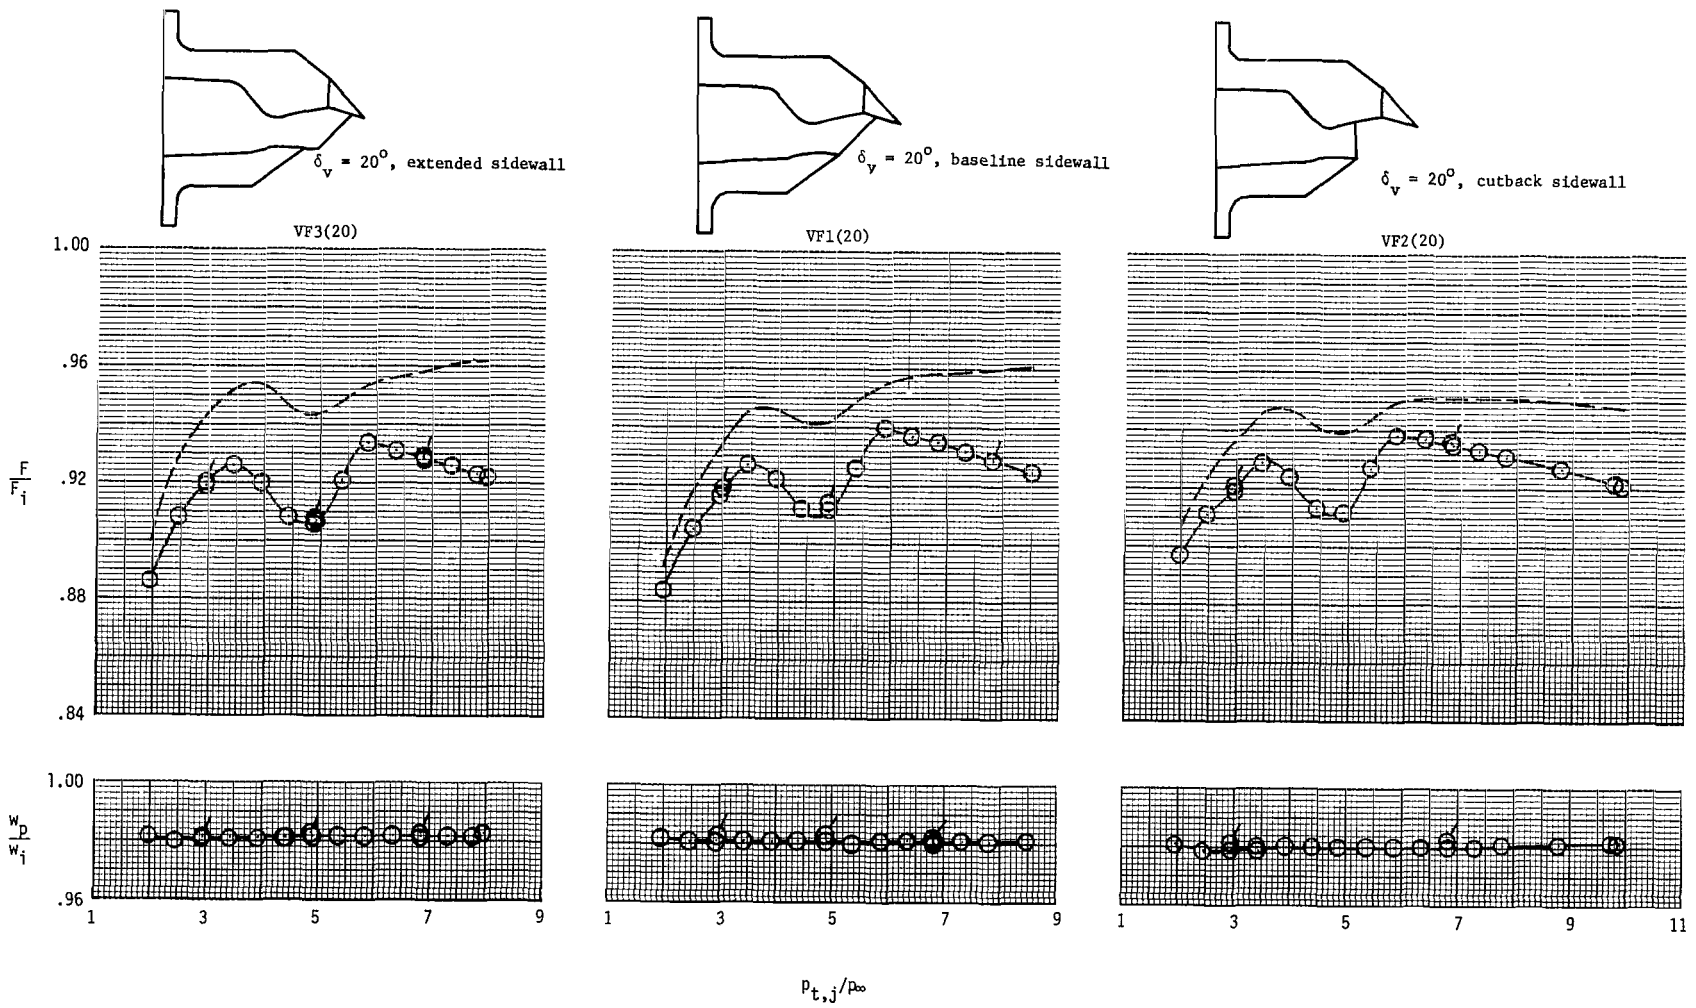 δv = 20°, extended sidewall
δv = 20°, baseline sidewall
δv = 20°, cutback sidewall
VF3(20)
VF1(20)
VF2(20)
1.00
.96
F/Fi
.92
.88
.84
1.00
wp/wi
.96
1 3 5 7 9
1 3 5 7 9
1 3 5 7 9 11
pt,j/p∞